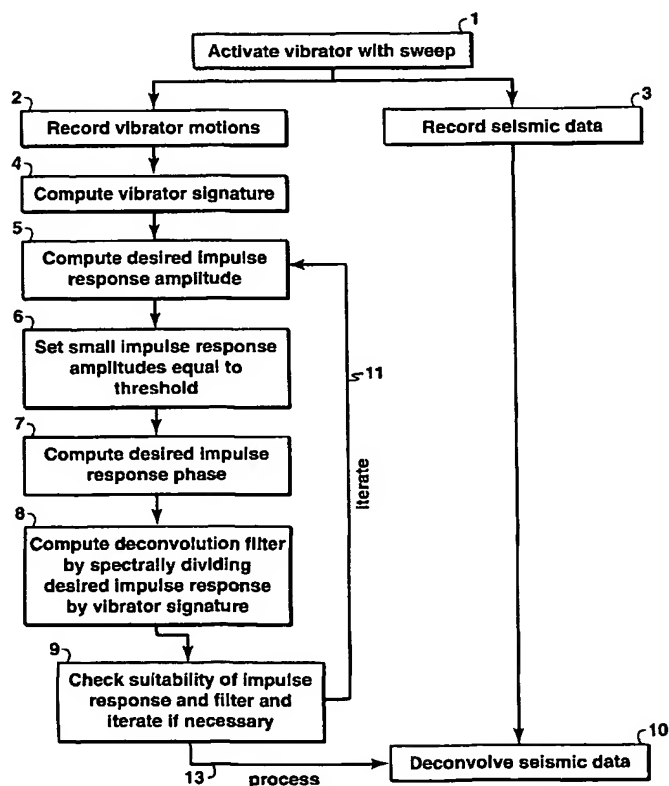 1
Activate vibrator with sweep
2
Record vibrator motions
3
Record seismic data
4
Compute vibrator signature
5
Compute desired impulse
response amplitude
6
Set small impulse response
amplitudes equal to
threshold
11
7
Compute desired impulse
response phase
iterate
8
Compute deconvolution filter
by spectrally dividing
desired impulse response
by vibrator signature
9
Check suitability of impulse
response and filter and
iterate if necessary
10
Deconvolve seismic data
13
process